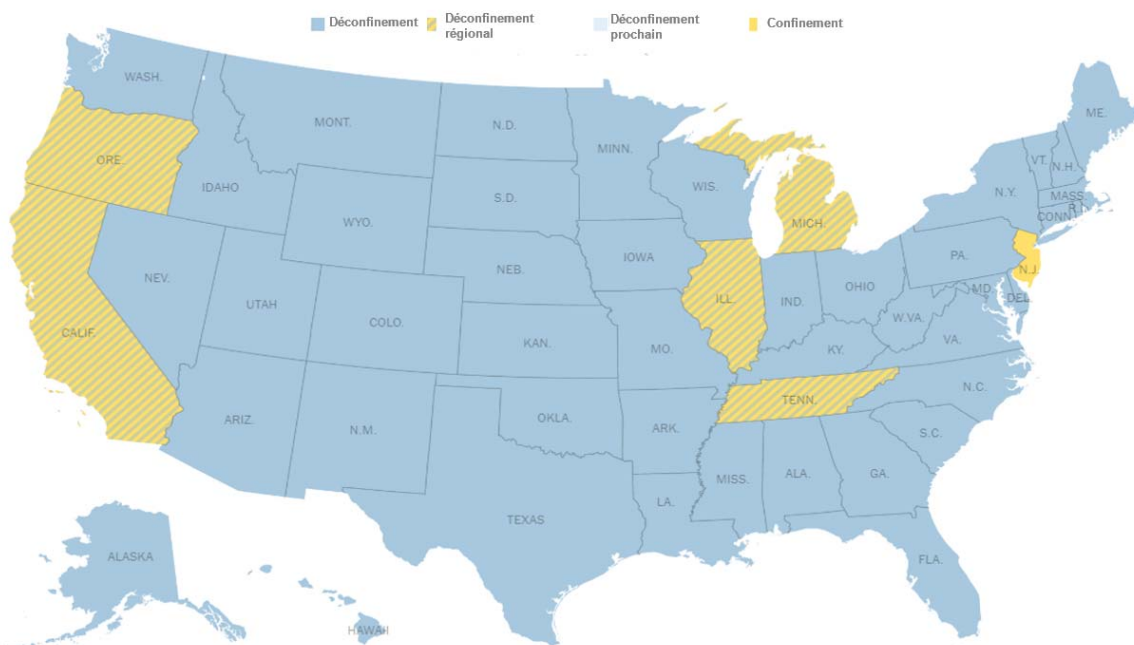 Déconfinement
Déconfinement
régional
Déconfinement
prochain
Confinement
WASH.
ORE.
CALIF.
IDAHO
NEV.
MONT.
WYO.
UTAH
ARIZ.
COLO.
N.M.
N.D.
S.D.
NEB.
KAN.
OKLA.
TEXAS
MINN.
IOWA
MO.
ARK.
LA.
WIS.
ILL.
MICH.
IND.
OHIO
KY.
TENN.
MISS.
ALA.
GA.
FLA.
S.C.
N.C.
VA.
W.VA.
MD.
DEL.
PA.
N.J.
N.Y.
CONN.
R.I.
MASS.
VT.
N.H.
ME.
ALASKA
HAWAII